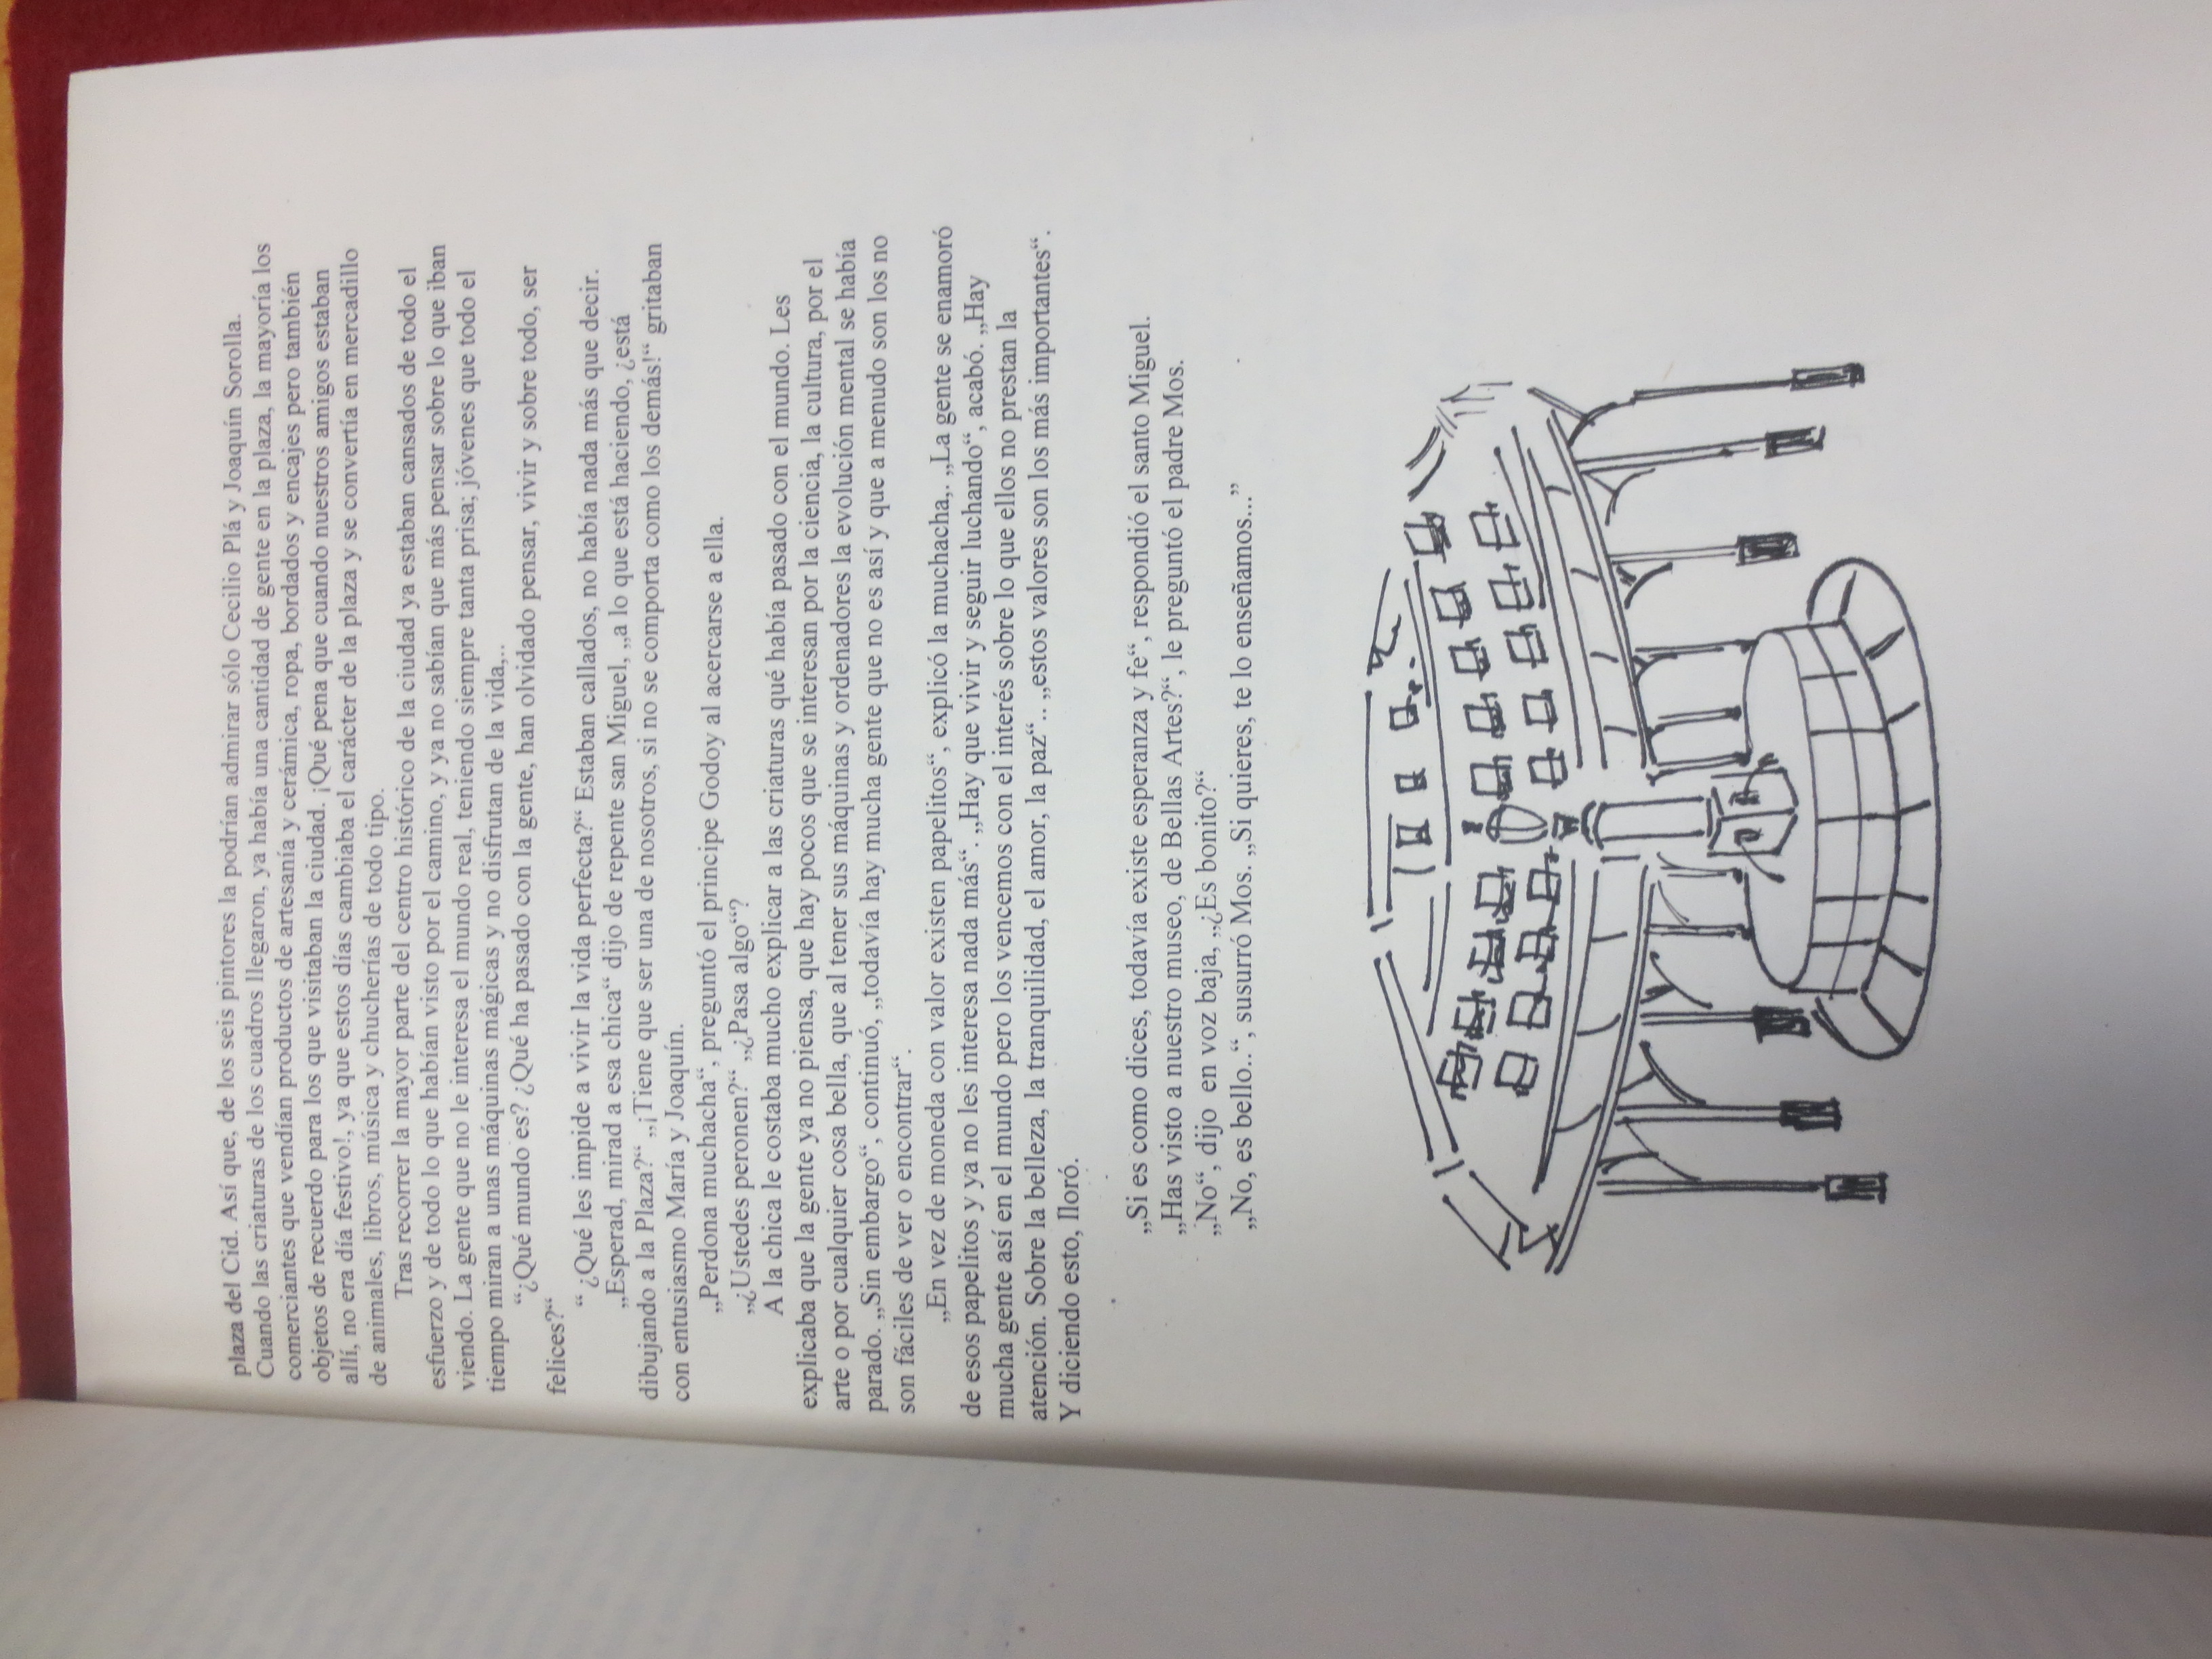 plaza del Cid. Así que, de los seis pintores la podrían admirar sólo Cecilio Plá y Joaquín Sorolla.
Cuando las criaturas de los cuadros llegaron, ya había una cantidad de gente en la plaza, la mayoría los
comerciantes que vendían productos de artesanía y cerámica, ropa, bordados y encajes pero también
objetos de recuerdo para los que visitaban la ciudad. ¡Qué pena que cuando nuestros amigos estaban
allí, no era día festivo!, ya que estos días cambiaba el carácter de la plaza y se convertía en mercadillo
de animales, libros, música y chucherías de todo tipo.
Tras recorrer la mayor parte del centro histórico de la ciudad ya estaban cansados de todo el
esfuerzo y de todo lo que habían visto por el camino, y ya no sabían que más pensar sobre lo que iban
viendo. La gente que no le interesa el mundo real, teniendo siempre tanta prisa; jóvenes que todo el
tiempo miran a unas máquinas mágicas y no disfrutan de la vida,..
“¿Qué mundo es? ¿Qué ha pasado con la gente, han olvidado pensar, vivir y sobre todo, ser
felices?“
“ ¿Qué les impide a vivir la vida perfecta?“ Estaban callados, no había nada más que decir.
„Esperad, mirad a esa chica“ dijo de repente san Miguel, „a lo que está haciendo, ¿está
dibujando a la Plaza?“ „¡Tiene que ser una de nosotros, si no se comporta como los demás!“ gritaban
con entusiasmo María y Joaquín.
„Perdona muchacha“, preguntó el principe Godoy al acercarse a ella.
„¿Ustedes peronen?“ „¿Pasa algo“?
A la chica le costaba mucho explicar a las criaturas qué había pasado con el mundo. Les
explicaba que la gente ya no piensa, que hay pocos que se interesan por la ciencia, la cultura, por el
arte o por cualquier cosa bella, que al tener sus máquinas y ordenadores la evolución mental se había
parado. „Sin embargo“, continuó, „todavía hay mucha gente que no es así y que a menudo son los no
son fáciles de ver o encontrar“.
„En vez de moneda con valor existen papelitos“, explicó la muchacha,. „La gente se enamoró
de esos papelitos y ya no les interesa nada más“. „Hay que vivir y seguir luchando“, acabó. „Hay
mucha gente así en el mundo pero los vencemos con el interés sobre lo que ellos no prestan la
atención. Sobre la belleza, la tranquilidad, el amor, la paz“.. „estos valores son los más importantes“.
Y diciendo esto, lloró.
„Si es como dices, todavía existe esperanza y fe“, respondió el santo Miguel.
„Has visto a nuestro museo, de Bellas Artes?“, le preguntó el padre Mos.
„No“, dijo en voz baja, „¿Es bonito?“
„No, es bello..“, susurró Mos. „Si quieres, te lo enseñamos...”